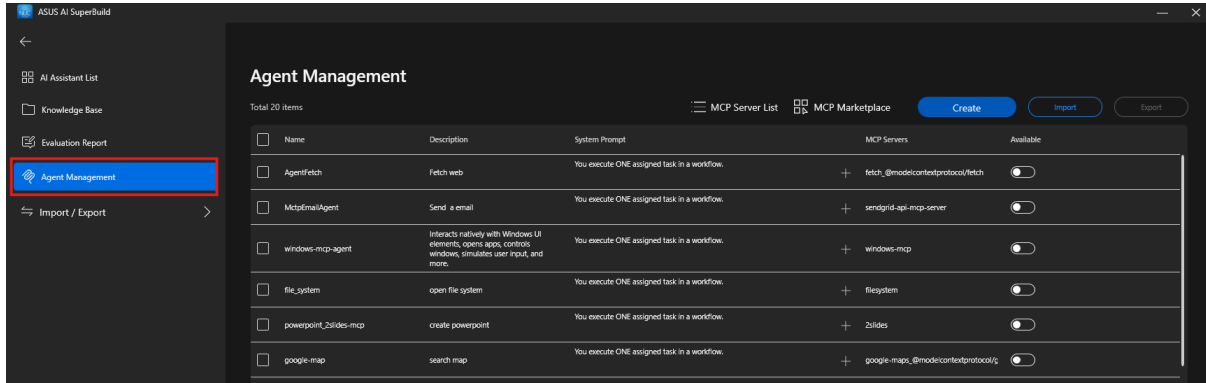 ASUS AI SuperBuild
AI Assistant List
Knowledge Base
Evaluation Report
Agent Management
Import / Export
Agent Management
Total 20 items
MCP Server List
MCP Marketplace
Create
Import
Export
Name Description System Prompt MCP Servers Available
AgentFetch Fetch web You execute ONE assigned task in a workflow. fetch_@modelcontextprotocol/fetch
MctpEmailAgent Send a email You execute ONE assigned task in a workflow. sendgrid-api-mcp-server
windows-mcp-agent
Interacts natively with Windows UI
elements, opens apps, controls
windows, simulates user input, and
more.
You execute ONE assigned task in a workflow. windows-mcp
file_system open file system You execute ONE assigned task in a workflow. filesystem
powerpoint_2slides-mcp create powerpoint You execute ONE assigned task in a workflow. 2slides
google-map search map You execute ONE assigned task in a workflow. google-maps_@modelcontextprotocol/g